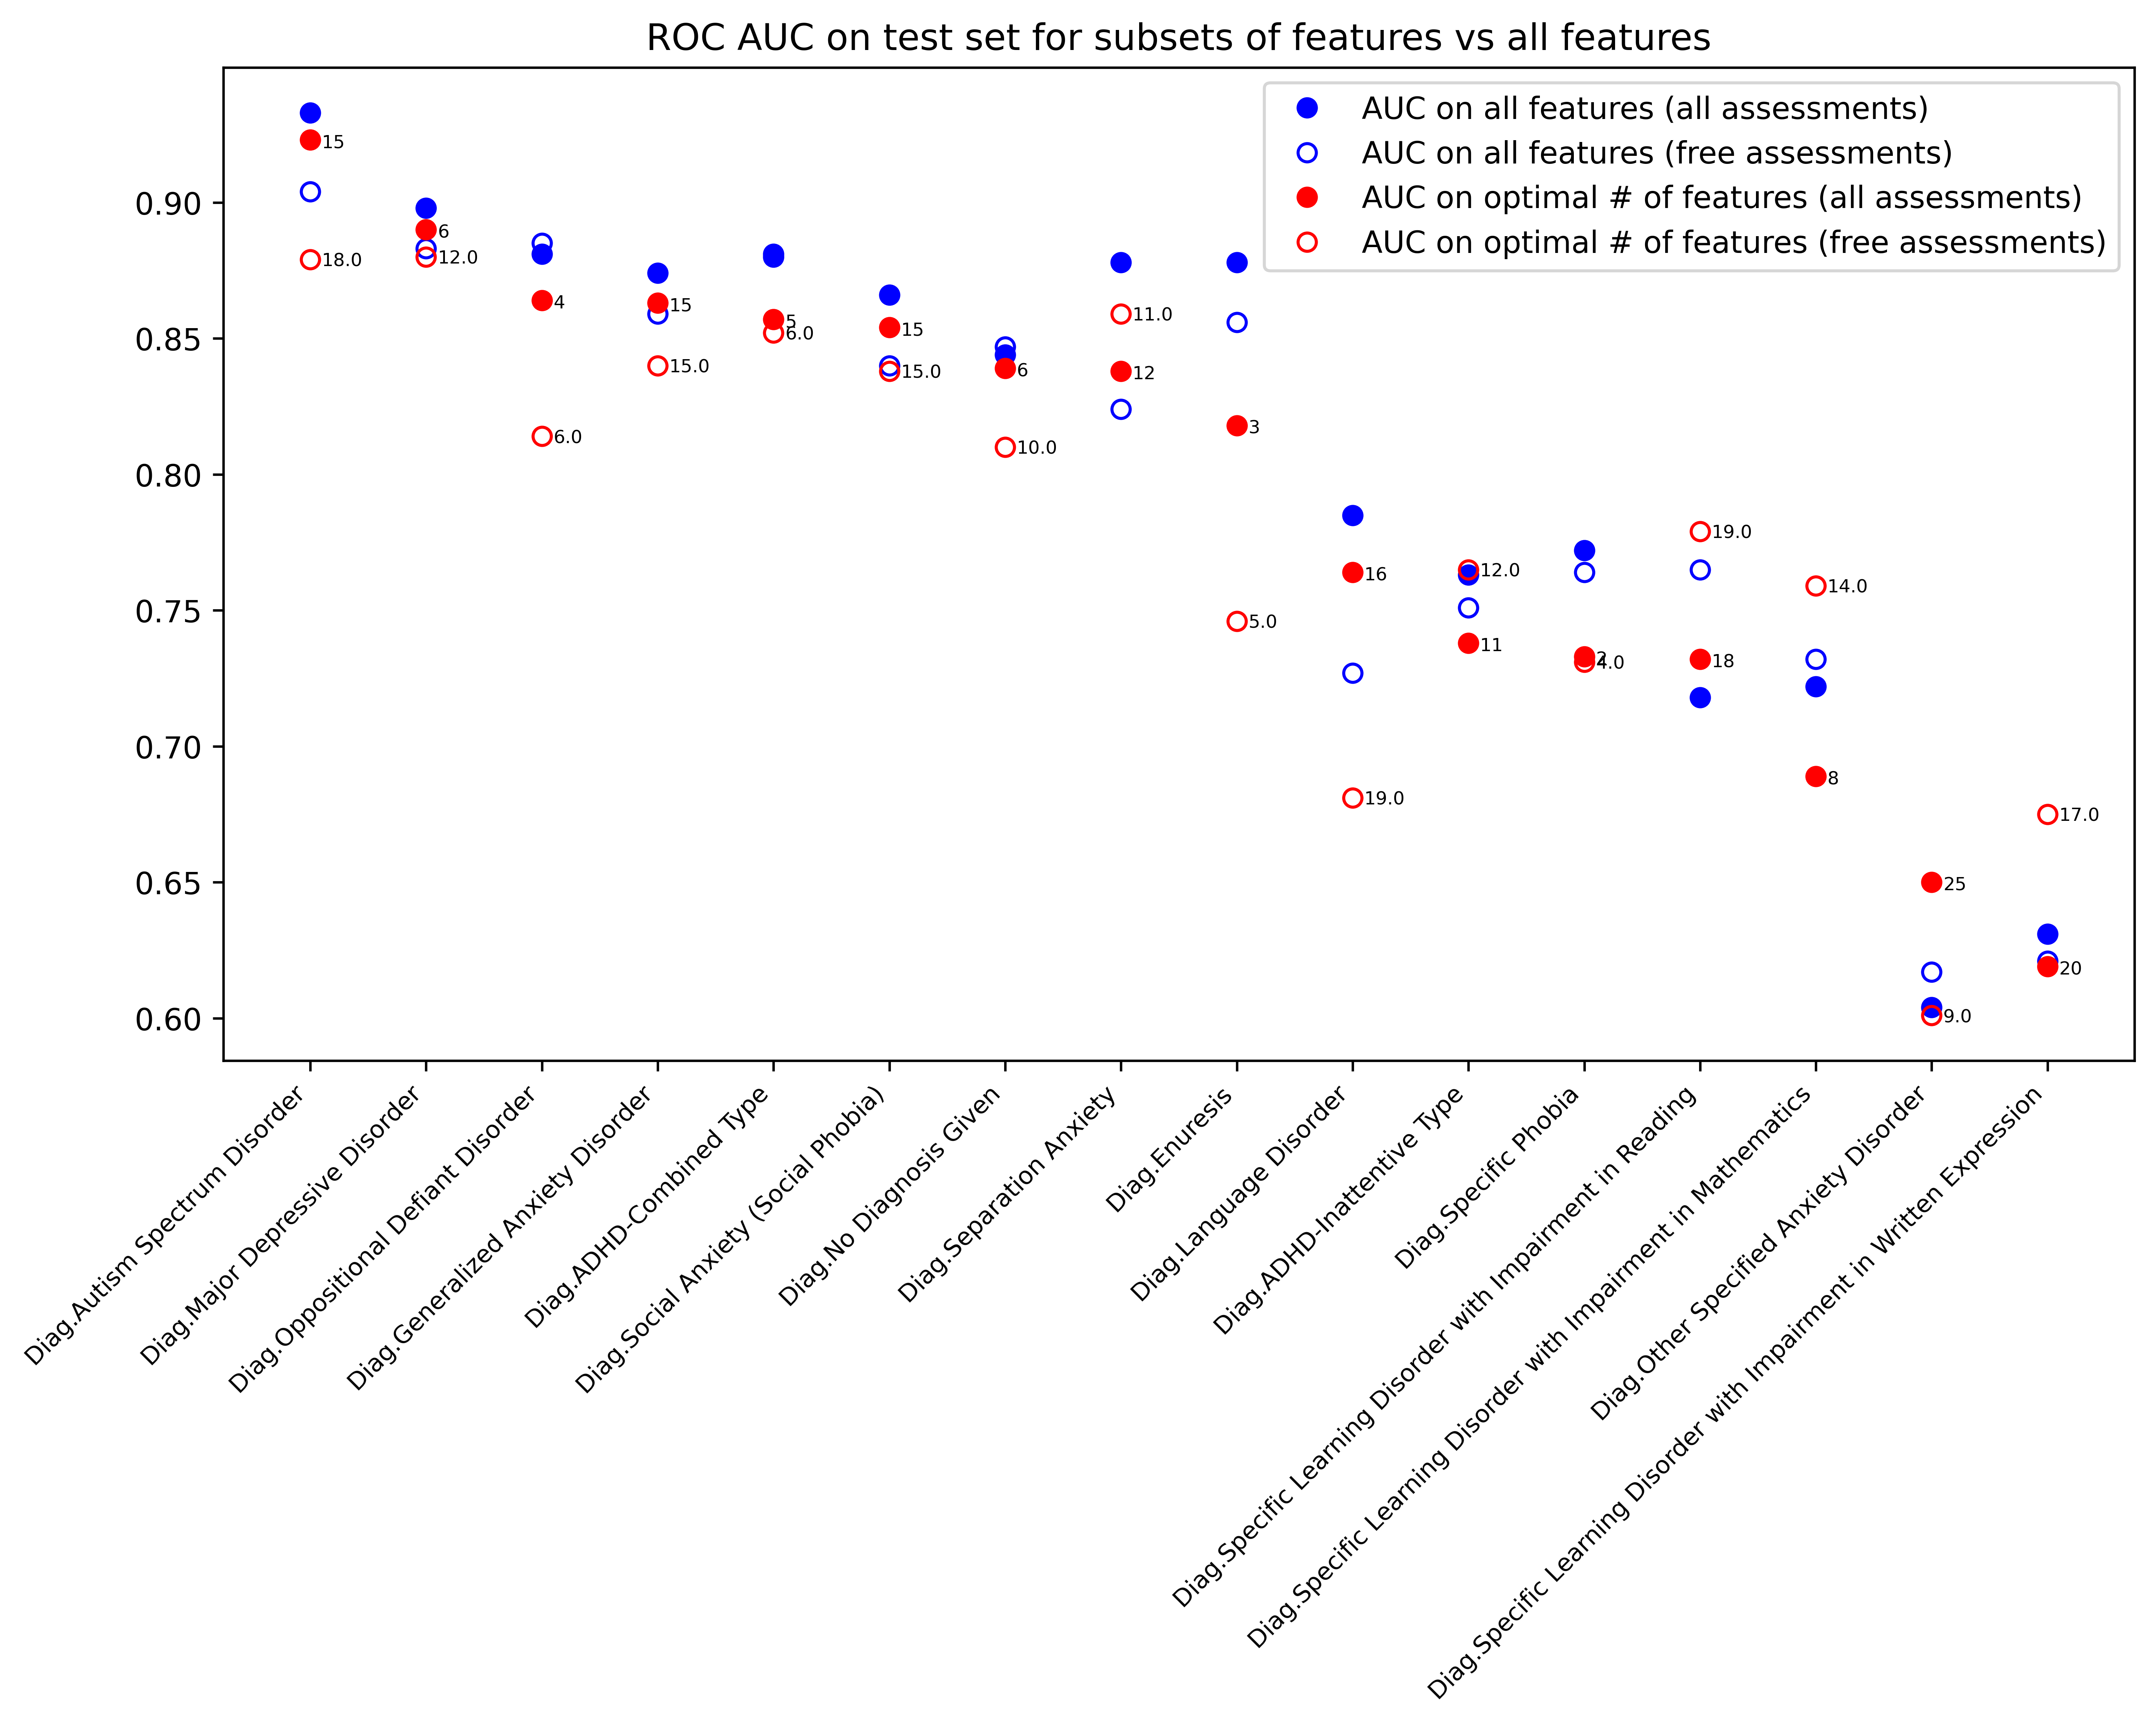 ROC AUC on test set for subsets of features vs all features
AUC on all features (all assessments)
AUC on all features (free assessments)
AUC on optimal # of features (all assessments)
AUC on optimal # of features (free assessments)
0.90
0.85
0.80
0.75
0.70
0.65
0.60
15
18.0
6
12.0
4
6.0
15
15.0
5
6.0
15
15.0
6
10.0
11.0
12
3
5.0
16
19.0
12.0
11
2
4.0
19.0
18
14.0
8
25
9.0
17.0
20
Diag.Autism Spectrum Disorder
Diag.Major Depressive Disorder
Diag.Oppositional Defiant Disorder
Diag.Generalized Anxiety Disorder
Diag.ADHD-Combined Type
Diag.Social Anxiety (Social Phobia)
Diag.No Diagnosis Given
Diag.Separation Anxiety
Diag.Enuresis
Diag.Language Disorder
Diag.ADHD-Inattentive Type
Diag.Specific Phobia
Diag.Specific Learning Disorder with Impairment in Reading
Diag.Specific Learning Disorder with Impairment in Mathematics
Diag.Other Specified Anxiety Disorder
Diag.Specific Learning Disorder with Impairment in Written Expression